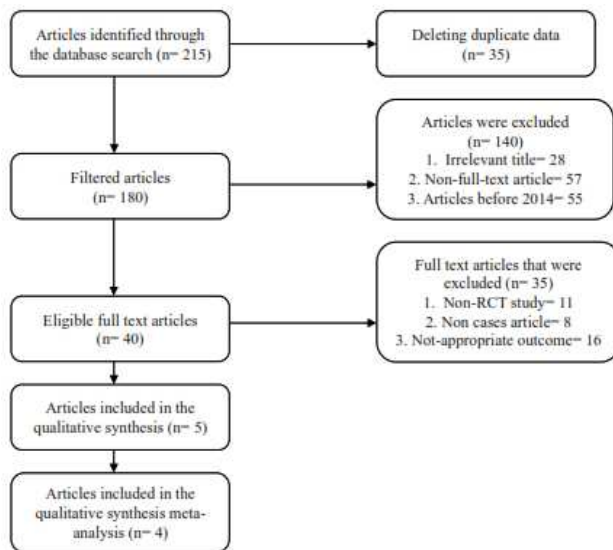 Articles identified through
the database search (n= 215)
Deleting duplicate data
(n= 35)
Articles were excluded
(n= 140)
1. Irrelevant title= 28
2. Non-full-text article= 57
3. Articles before 2014= 55
Filtered articles
(n= 180)
Full text articles that were
excluded (n= 35)
1. Non-RCT study= 11
2. Non cases article= 8
3. Not-appropriate outcome= 16
Eligible full text articles
(n= 40)
Articles included in the
qualitative synthesis (n= 5)
Articles included in the
qualitative synthesis meta-
analysis (n= 4)